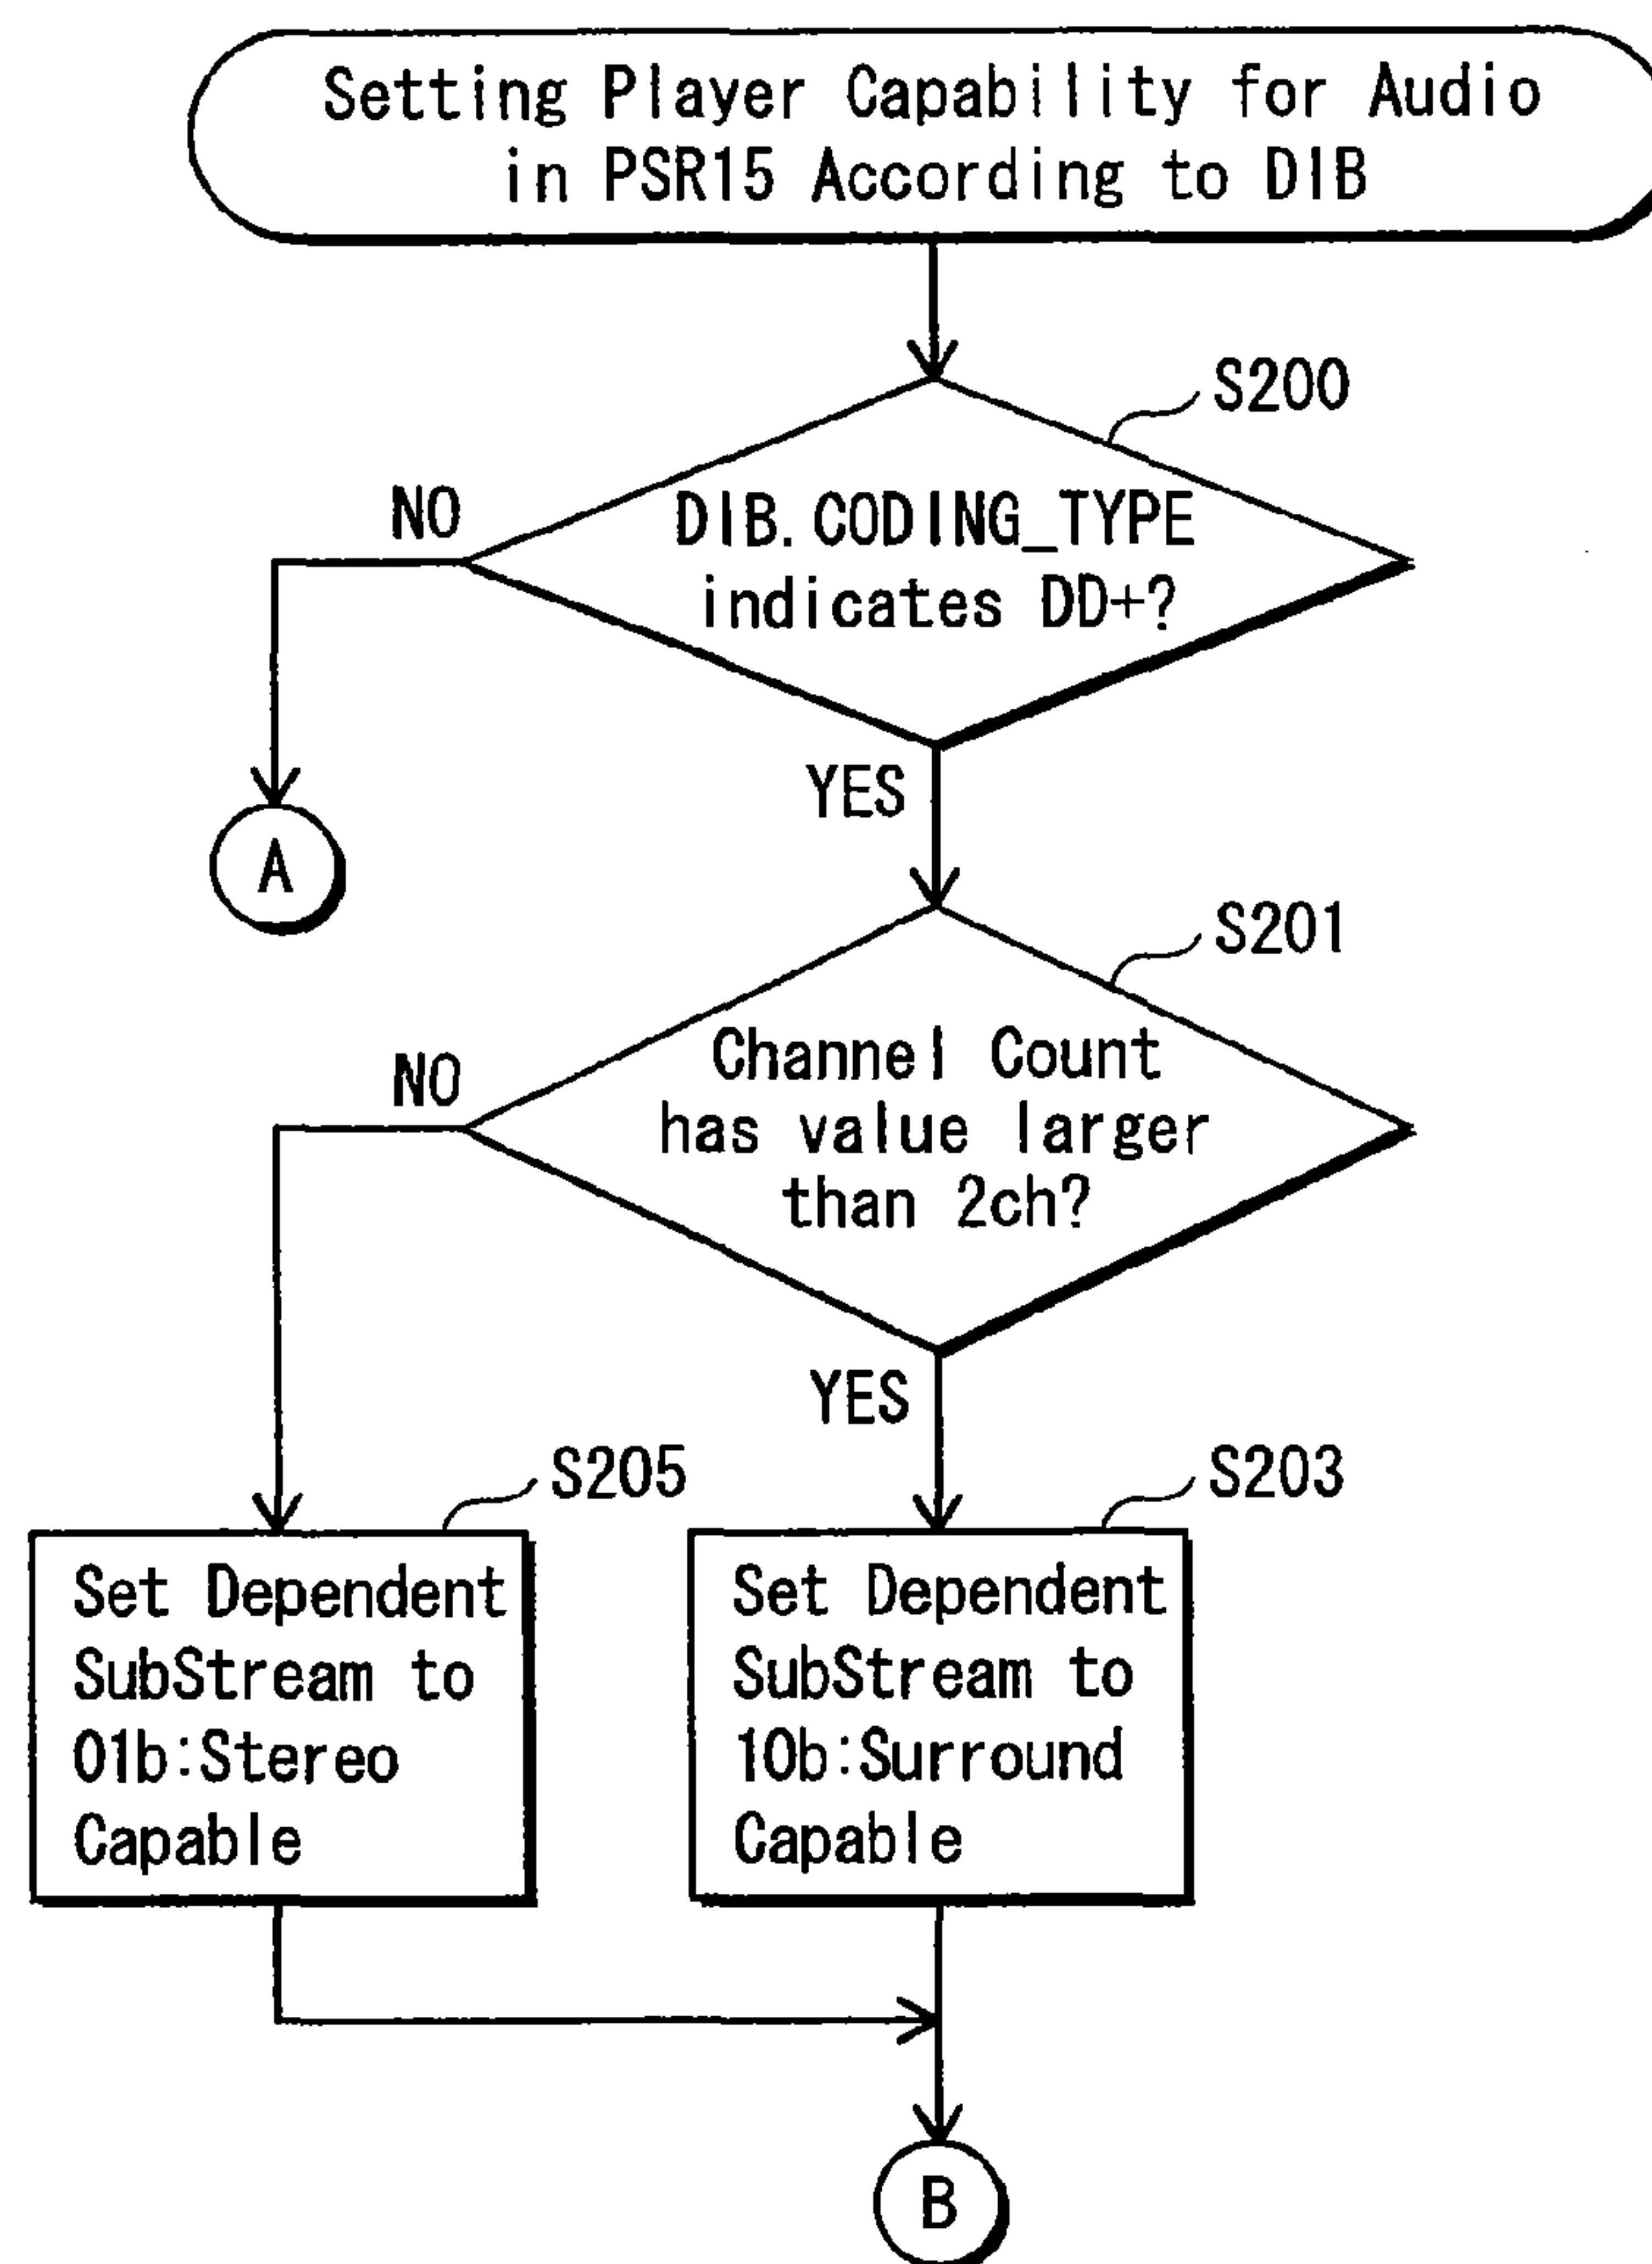 Setting Player Capability for Audio
in PSR15 According to DIB
S200
NO
DIB.CODING_TYPE
indicates DD+?
YES
A
S201
NO
Channel Count
has value larger
than 2ch?
YES
S205
S203
Set Dependent
SubStream to
01b:Stereo
Capable
Set Dependent
SubStream to
10b:Surround
Capable
B